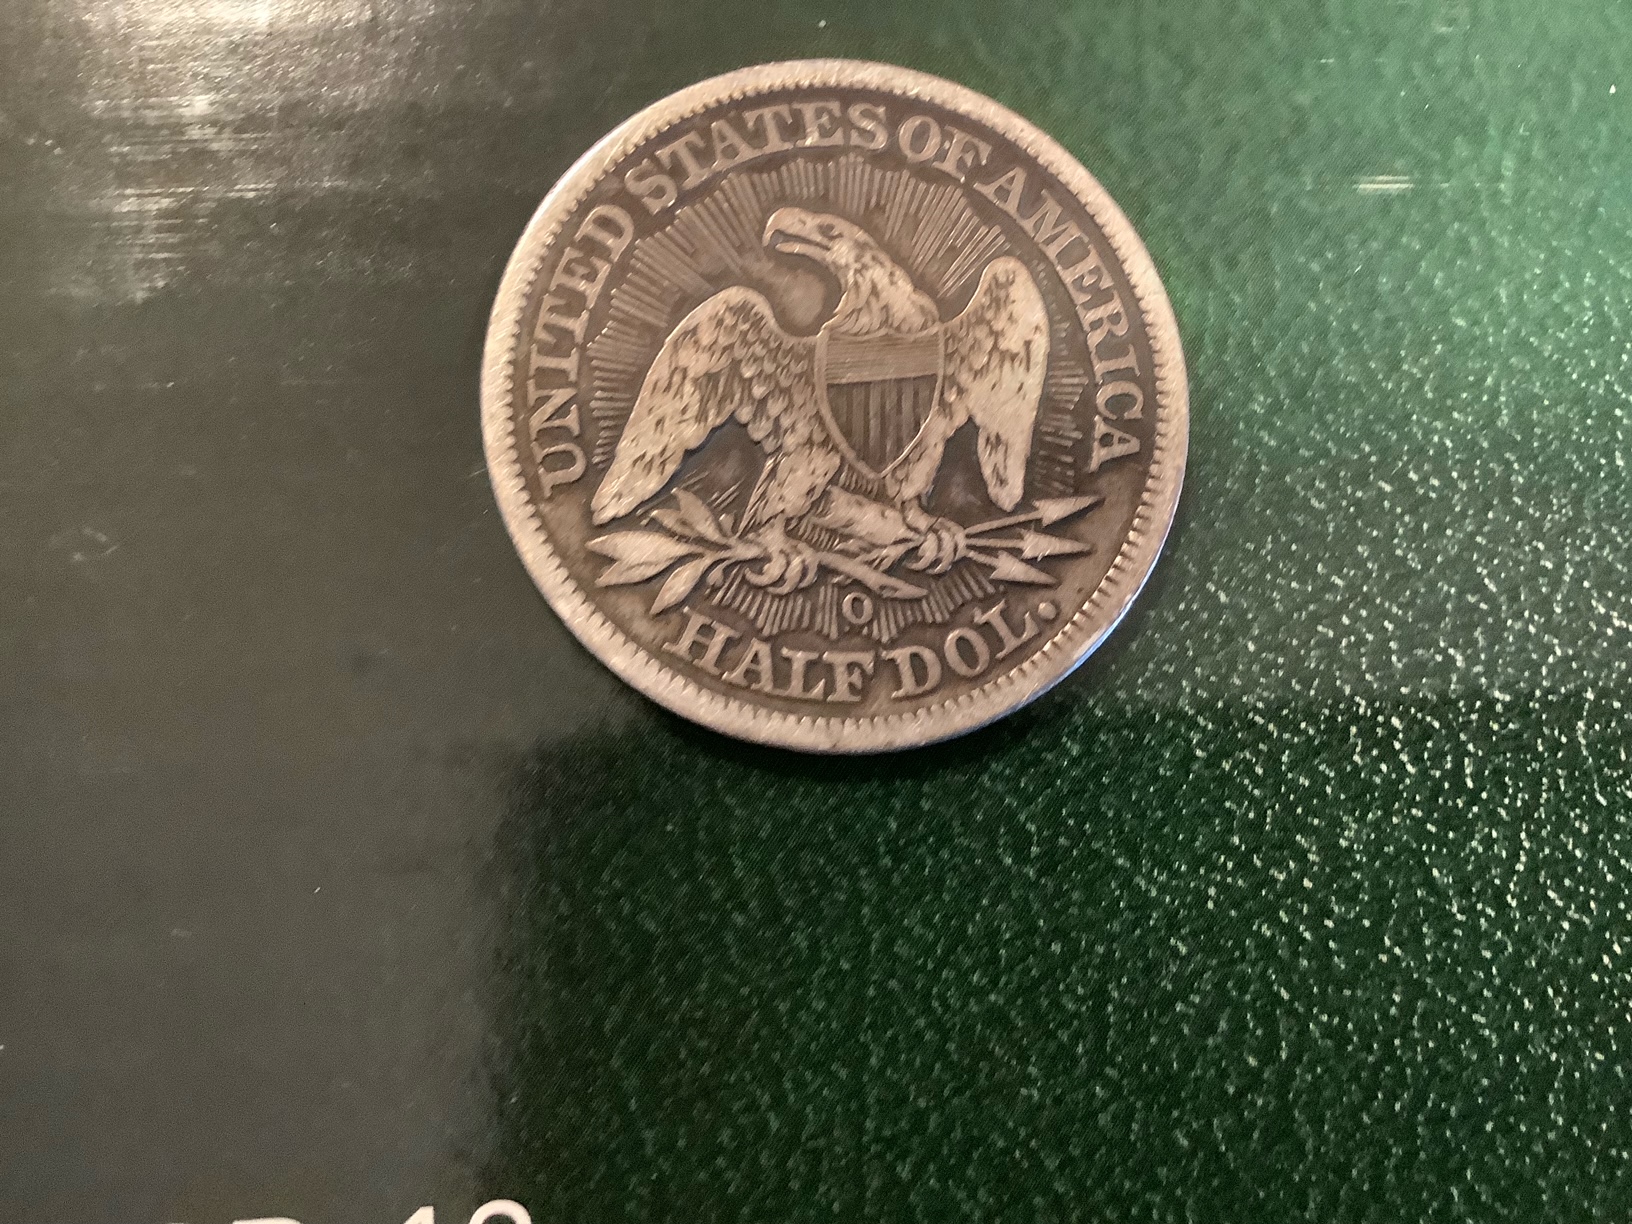 UNITED STATES OF AMERICA
O
HALF DOL.